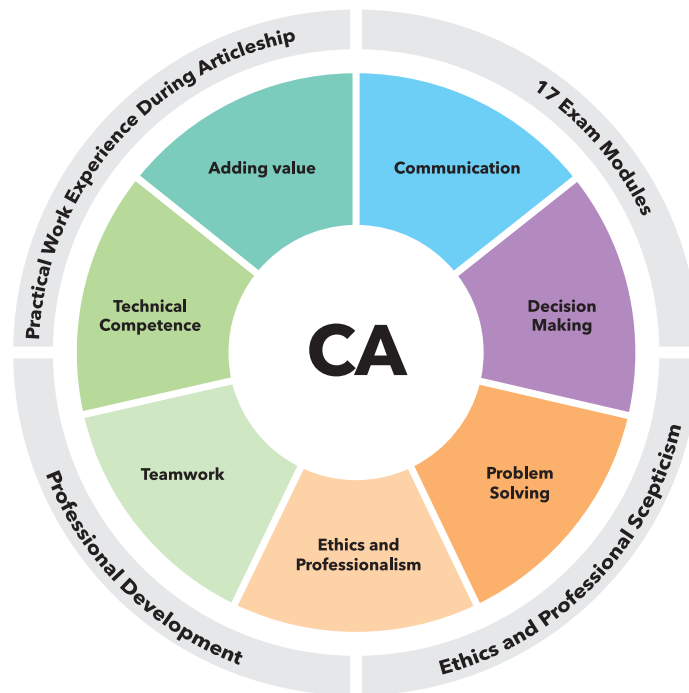 Practical Work Experience During Articleship
17 Exam Modules
Adding value
Communication
Technical
Competence
CA
Decision
Making
Teamwork
Problem
Solving
Ethics and
Professionalism
Professional Development
Ethics and Professional Scepticism